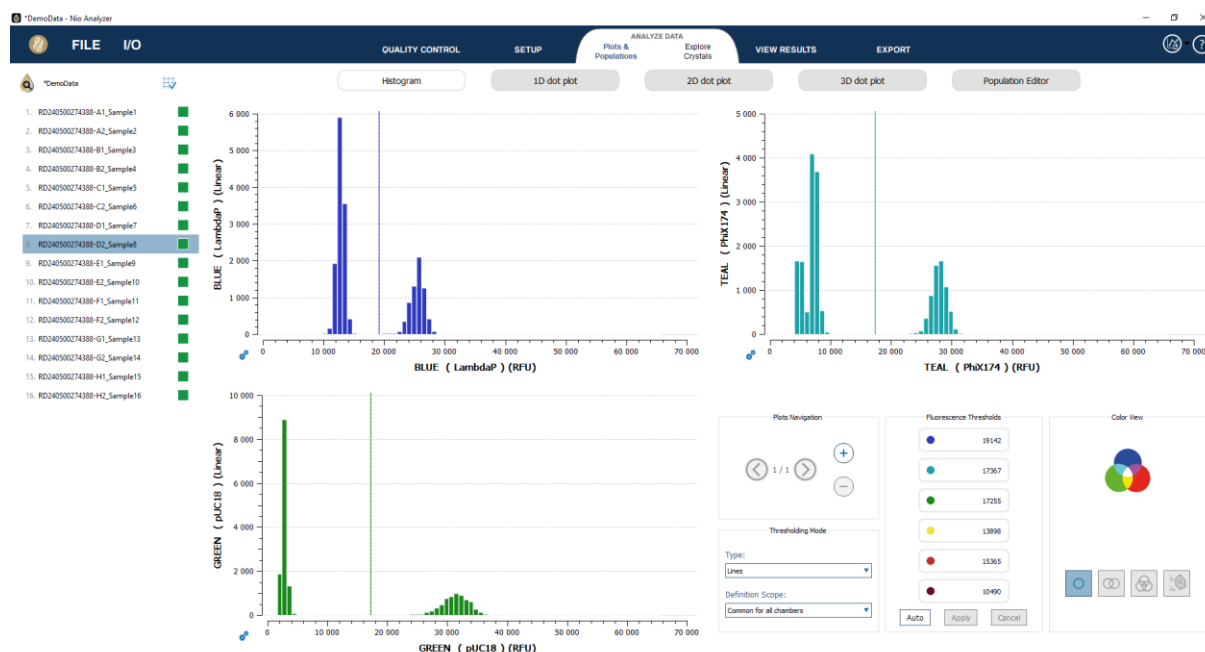 *DemoData - Nio Analyzer
FILE I/O
QUALITY CONTROL
SETUP
ANALYZE DATA
Plots & Populations
Explore Crystals
VIEW RESULTS
EXPORT
?
*DemoData
Histogram
1D dot plot
2D dot plot
3D dot plot
Population Editor
1. RD240500274388-A1_Sample1
2. RD240500274388-A2_Sample2
3. RD240500274388-B1_Sample3
4. RD240500274388-B2_Sample4
5. RD240500274388-C1_Sample5
6. RD240500274388-C2_Sample6
7. RD240500274388-D1_Sample7
8. RD240500274388-D2_Sample8
9. RD240500274388-E1_Sample9
10. RD240500274388-E2_Sample10
11. RD240500274388-F1_Sample11
12. RD240500274388-F2_Sample12
13. RD240500274388-G1_Sample13
14. RD240500274388-G2_Sample14
15. RD240500274388-H1_Sample15
16. RD240500274388-H2_Sample16
BLUE ( LambdaP ) (Linear)
6 000
5 000
4 000
3 000
2 000
1 000
0
0 10 000 20 000 30 000 40 000 50 000 60 000 70 000
BLUE ( LambdaP ) (RFU)
TEAL ( PhiX174 ) (Linear)
5 000
4 000
3 000
2 000
1 000
0
0 10 000 20 000 30 000 40 000 50 000 60 000 70 000
TEAL ( PhiX174 ) (RFU)
GREEN ( pUC18 ) (Linear)
10 000
8 000
6 000
4 000
2 000
0
0 10 000 20 000 30 000 40 000 50 000 60 000 70 000
GREEN ( pUC18 ) (RFU)
Plots Navigation
1 / 1
Thresholding Mode
Type:
Lines
Definition Scope:
Common for all chambers
Fluorescence Thresholds
19142
17367
17255
13898
15365
10490
Auto Apply Cancel
Color View